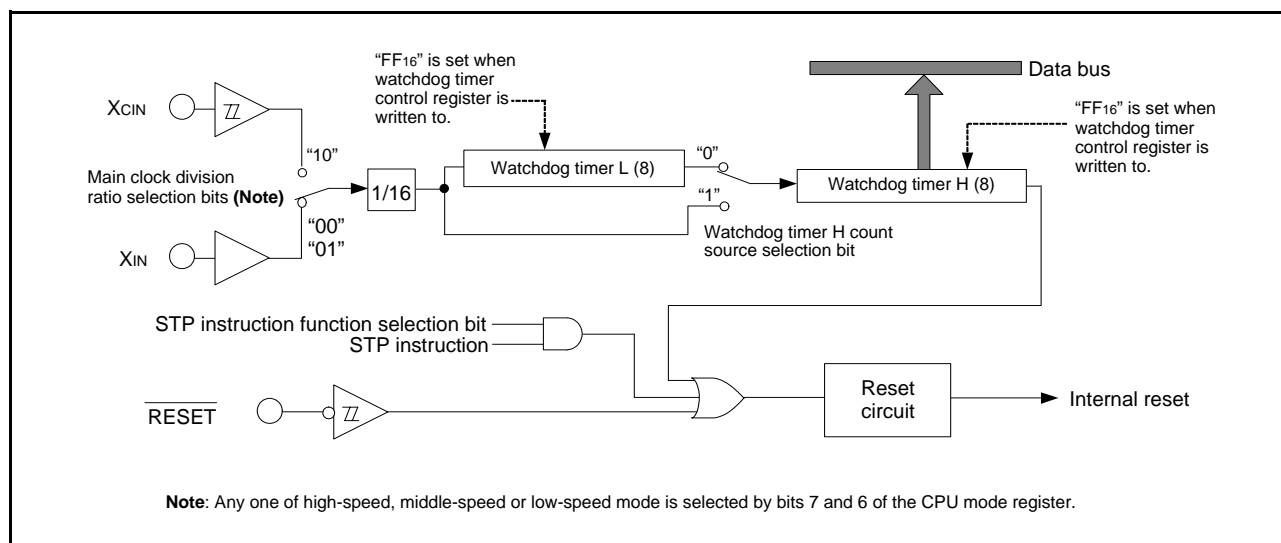 “FF16” is set when
watchdog timer
control register is
written to.
Data bus
XCIN
“FF16” is set when
watchdog timer
control register is
written to.
“10”
“0”
Watchdog timer L (8)
Main clock division
ratio selection bits (Note)
1/16
Watchdog timer H (8)
“1”
“00”
“01”
Watchdog timer H count
source selection bit
XIN
STP instruction function selection bit
STP instruction
Reset
circuit
Internal reset
RESET
Note: Any one of high-speed, middle-speed or low-speed mode is selected by bits 7 and 6 of the CPU mode register.